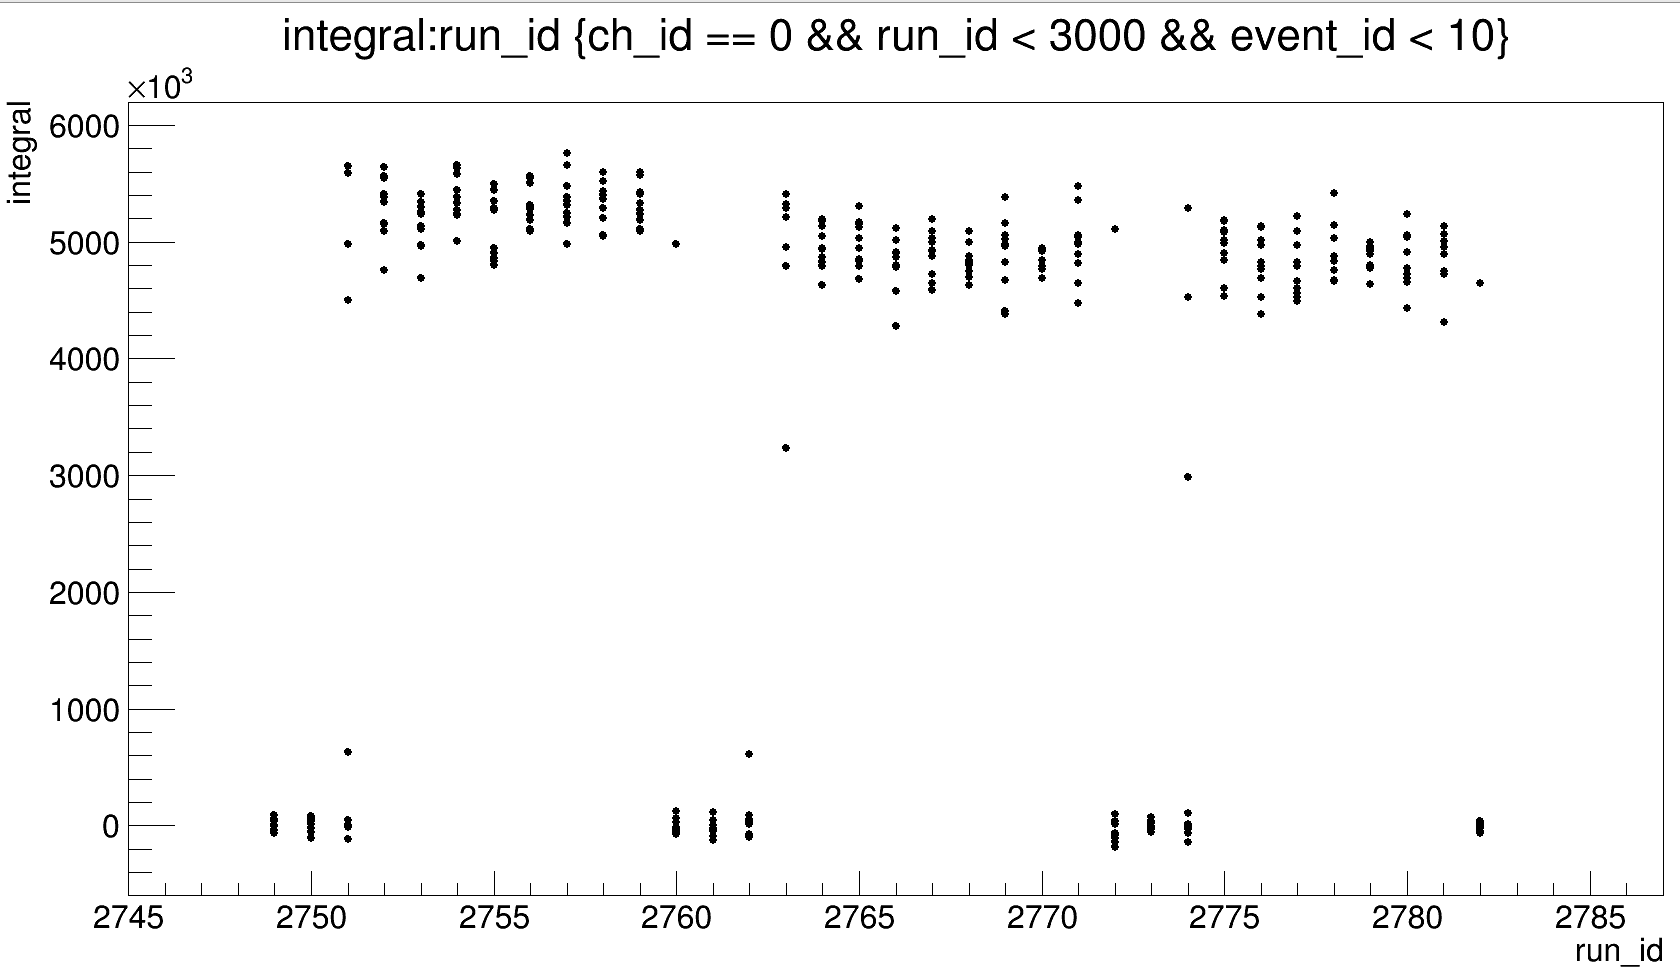 integral:run_id {ch_id == 0 && run_id < 3000 && event_id < 10}
×10³
integral
6000
5000
4000
3000
2000
1000
0
2745 2750 2755 2760 2765 2770 2775 2780 2785
run_id